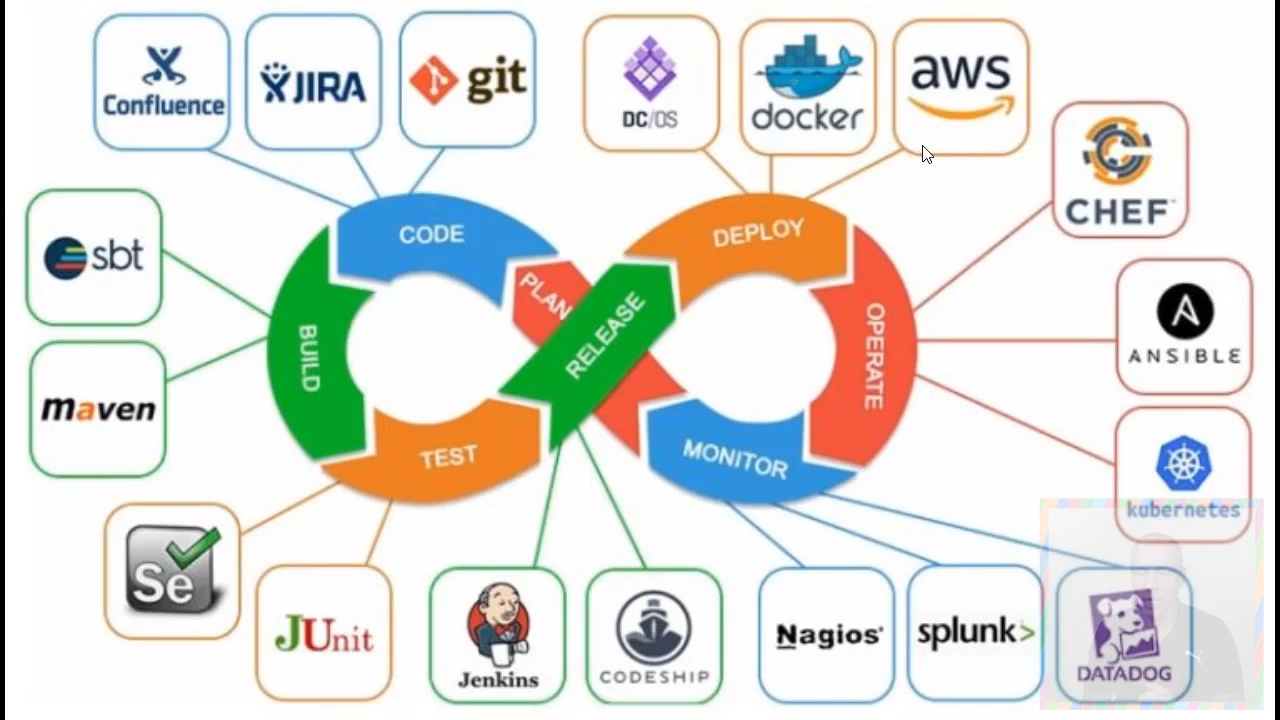 Confluence
JIRA
git
DC/OS
docker
aws
CHEF
sbt
CODE
DEPLOY
PLAN
RELEASE
BUILD
OPERATE
ANSIBLE
maven
TEST
MONITOR
kubernetes
Se
JUnit
Jenkins
CODESHIP
Nagios®
splunk>
DATADOG